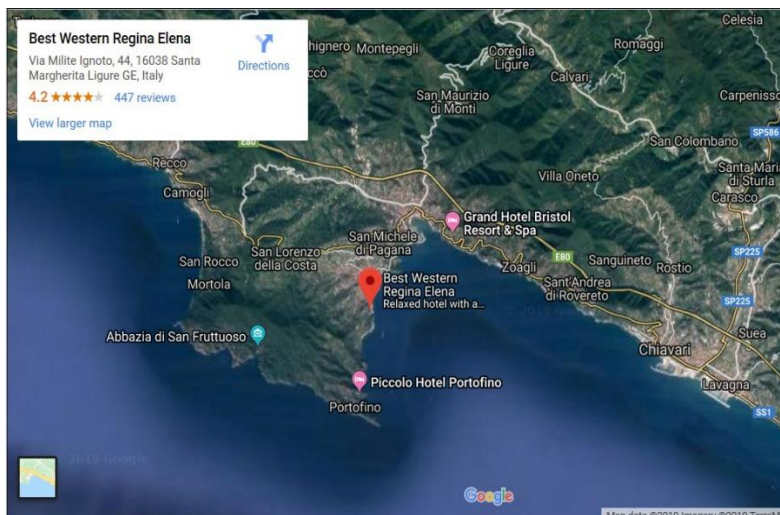 Best Western Regina Elena
Via Milite Ignoto, 44, 16038 Santa
Margherita Ligure GE, Italy
Directions
4.2
447 reviews
View larger map
Montepegli
Coreglia
Ligure
Romaggi
Celesia
Calvari
Carpenisso
San Maurizio
di Monti
SP586
E80
San Colombano
Recco
Santa Maria
di Sturla
Villa Oneto
Camogli
Carasco
Grand Hotel Bristol
Resort & Spa
San Michele
di Pagana
San Lorenzo
della Costa
E80
SP225
San Rocco
Zoagli
Sanguineto
Rostio
Mortola
Best Western
Regina Elena
Relaxed hotel with a...
Sant'Andrea
di Rovereto
SP225
Abbazia di San Fruttuoso
Suea
Chiavari
Piccolo Hotel Portofino
Lavagna
Portofino
SS1
2019 Google
Google